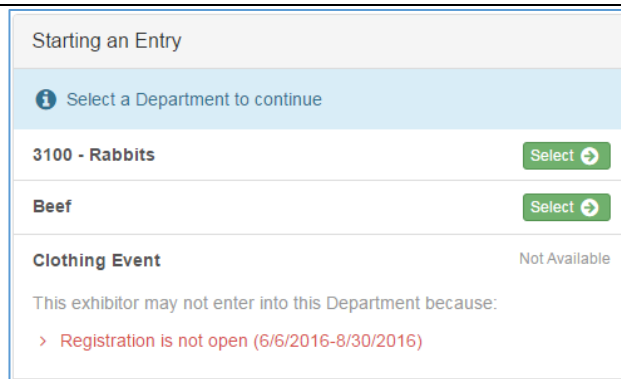 Starting an Entry
Select a Department to continue
3100 - Rabbits
Select
Beef
Select
Clothing Event
Not Available
This exhibitor may not enter into this Department because:
> Registration is not open (6/6/2016-8/30/2016)